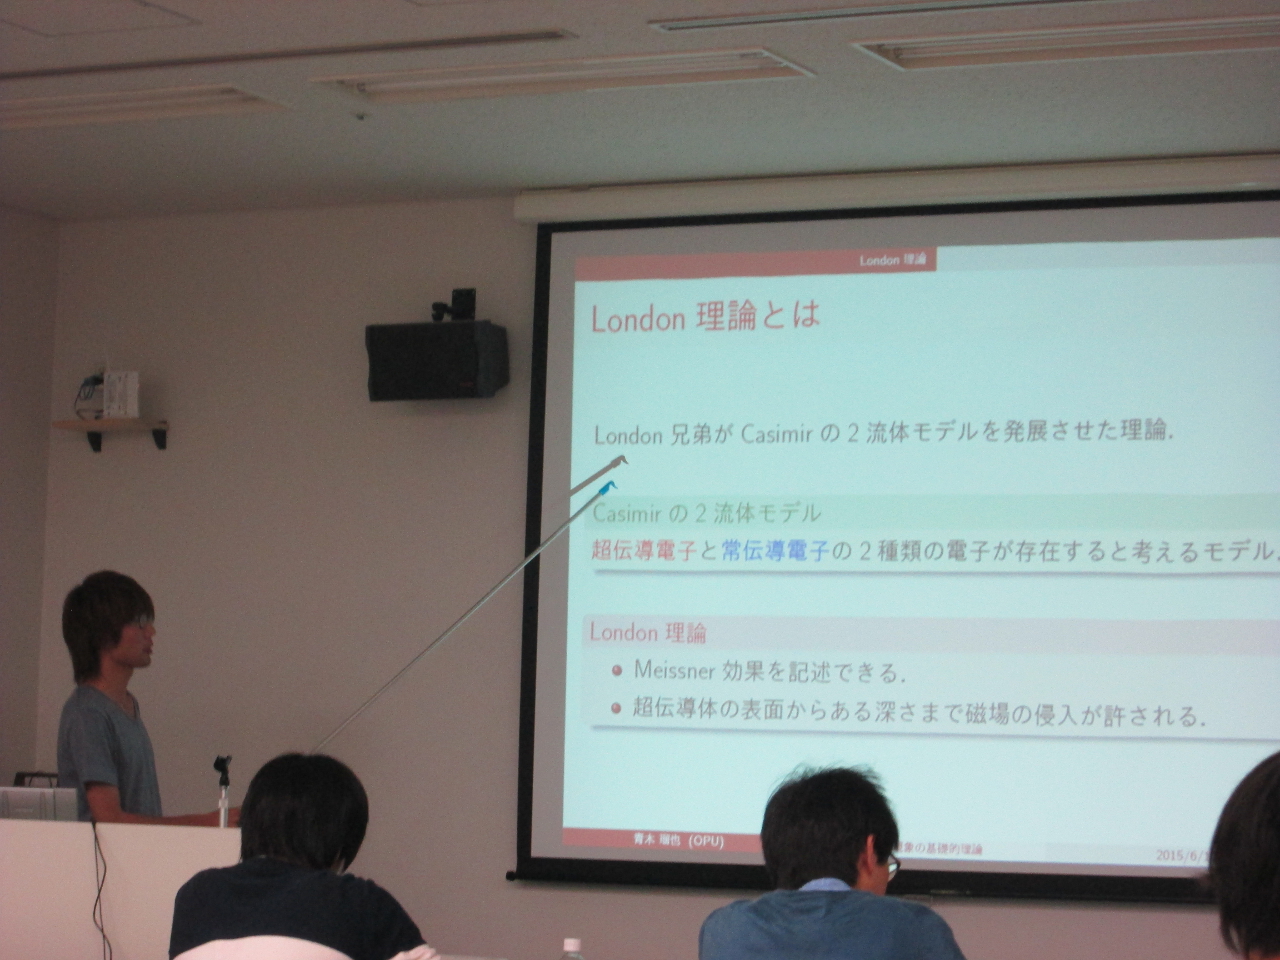 London 理論
London 理論とは
London 兄弟が Casimir の 2 流体モデルを発展させた理論.
Casimir の 2 流体モデル
超伝導電子と常伝導電子の 2 種類の電子が存在すると考えるモデル.
London 理論
Meissner 効果を記述できる.
超伝導体の表面からある深さまで磁場の侵入が許される.
青木 (OPU) 象の基礎的理論 2015/6/